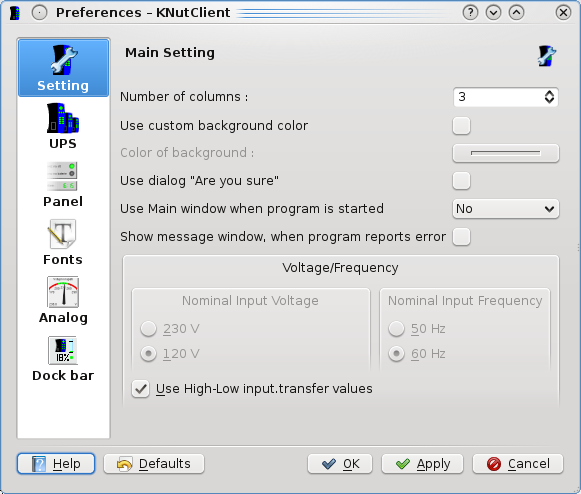 Preferences – KNutClient
Setting
UPS
Panel
Fonts
Analog
18%
Dock bar
Main Setting
Number of columns :
3
Use custom background color
Color of background :
Use dialog "Are you sure"
Use Main window when program is started
No
Show message window, when program reports error
Voltage/Frequency
Nominal Input Voltage
230 V
120 V
Nominal Input Frequency
50 Hz
60 Hz
Use High-Low input.transfer values
Help
Defaults
OK
Apply
Cancel